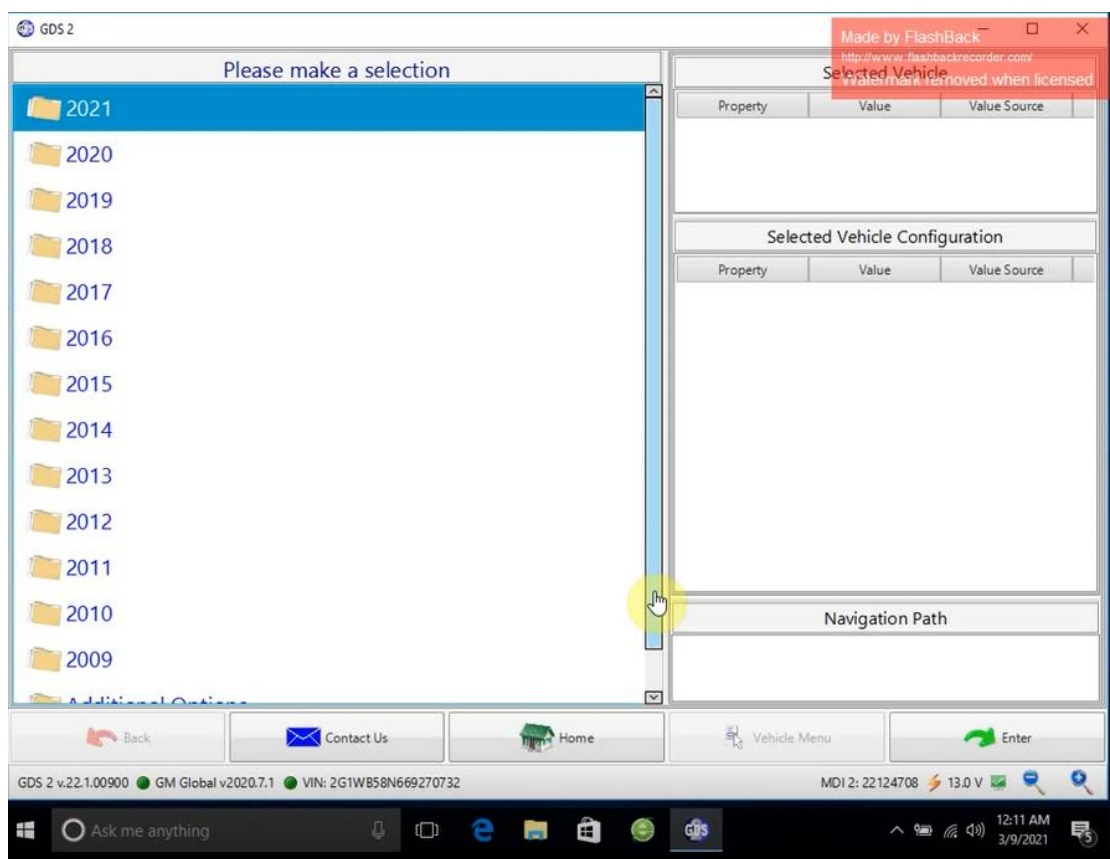 GDS 2
Made by FlashBack
http://www.flashbackrecorder.com/
Watermark removed when licensed
Please make a selection
Selected Vehicle
Property Value Value Source
2021
2020
2019
2018
2017
2016
2015
2014
2013
2012
2011
2010
2009
Additional Options
Selected Vehicle Configuration
Property Value Value Source
Navigation Path
Back Contact Us Home Vehicle Menu Enter
GDS 2 v.22.1.00900 GM Global v2020.7.1 VIN: 2G1WB58N669270732 MDI 2: 22124708 13.0 V
Ask me anything
GDS
12:11 AM
3/9/2021
5